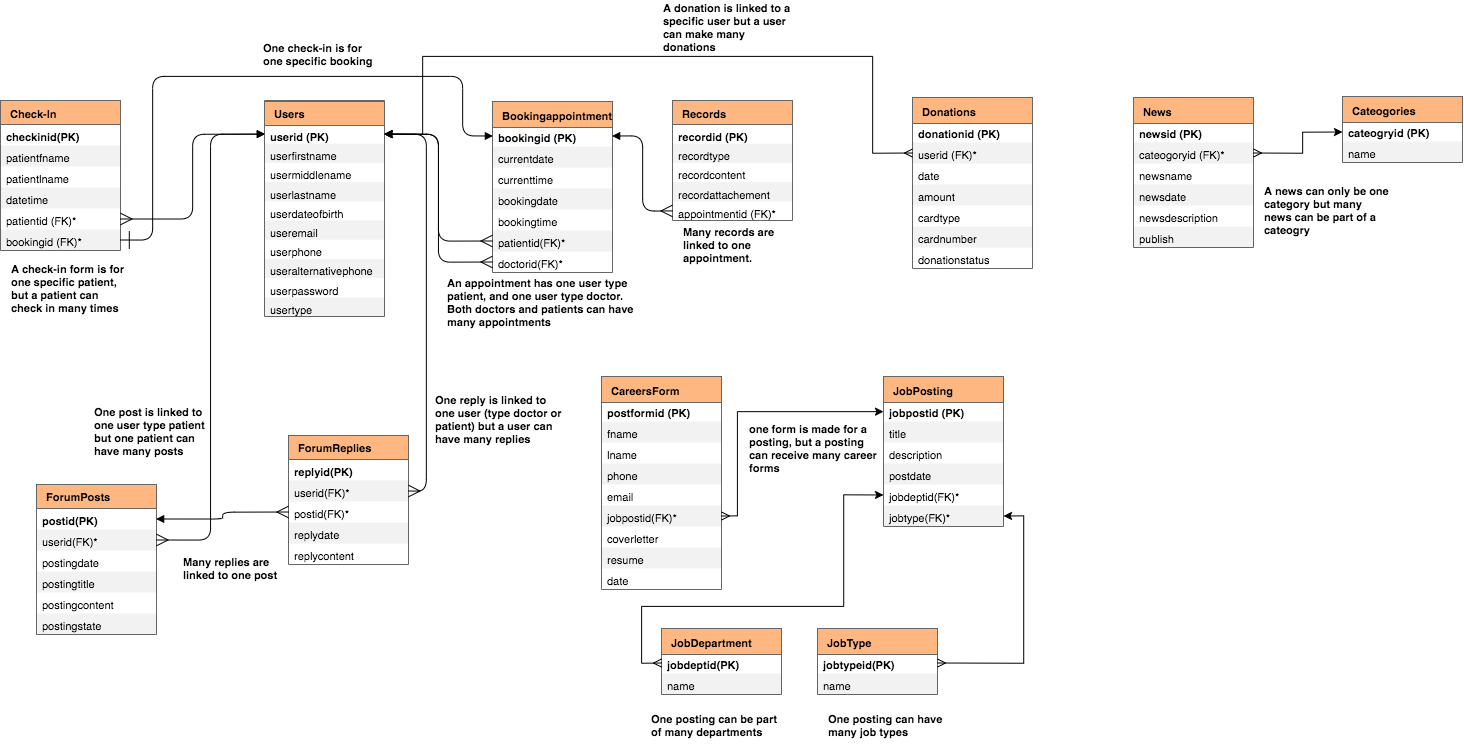 A donation is linked to a
specific user but a user
can make many
donations
One check-in is for
one specific booking
Check-In
checkinid(PK)
patientfname
patientlname
datetime
patientid (FK)*
bookingid (FK)*
A check-in form is for
one specific patient,
but a patient can
check in many times
Users
userid (PK)
userfirstname
usermiddlename
userlastname
userdateofbirth
useremail
userphone
useralternativephone
userpassword
usertype
Bookingappointment
bookingid (PK)
currentdate
currenttime
bookingdate
bookingtime
patientid(FK)*
doctorid(FK)*
An appointment has one user type
patient, and one user type doctor.
Both doctors and patients can have
many appointments
Records
recordid (PK)
recordtype
recordcontent
recordattachement
appointmentid (FK)*
Many records are
linked to one
appointment.
Donations
donationid (PK)
userid (FK)*
date
amount
cardtype
cardnumber
donationstatus
News
newsid (PK)
cateogoryid (FK)*
newsname
newsdate
newsdescription
publish
Cateogories
cateogryid (PK)
name
A news can only be one
category but many
news can be part of a
cateogry
One post is linked to
one user type patient
but one patient can
have many posts
One reply is linked to
one user (type doctor or
patient) but a user can
have many replies
ForumPosts
postid(PK)
userid(FK)*
postingdate
postingtitle
postingcontent
postingstate
ForumReplies
replyid(PK)
userid(FK)*
postid(FK)*
replydate
replycontent
Many replies are
linked to one post
CareersForm
postformid (PK)
fname
lname
phone
email
jobpostid(FK)*
coverletter
resume
date
one form is made for a
posting, but a posting
can receive many career
forms
JobPosting
jobpostid (PK)
title
description
postdate
jobdeptid(FK)*
jobtype(FK)*
JobDepartment
jobdeptid(PK)
name
One posting can be part
of many departments
JobType
jobtypeid(PK)
name
One posting can have
many job types